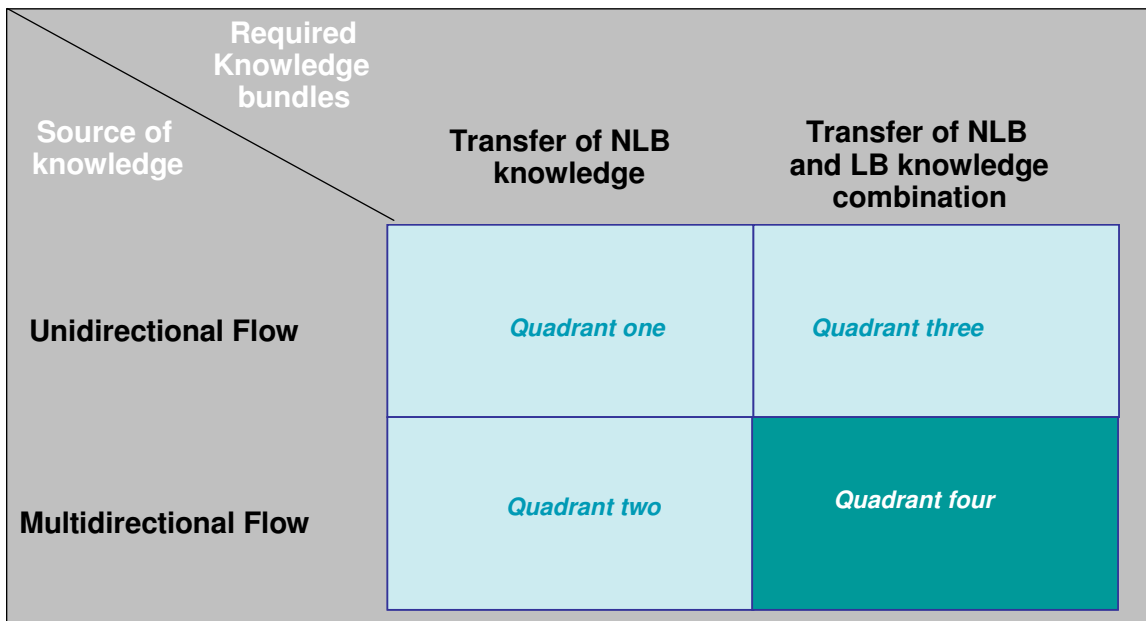 Required
Knowledge
bundles
Source of
knowledge
Transfer of NLB
knowledge
Transfer of NLB
and LB knowledge
combination
Unidirectional Flow
Quadrant one
Quadrant three
Multidirectional Flow
Quadrant two
Quadrant four